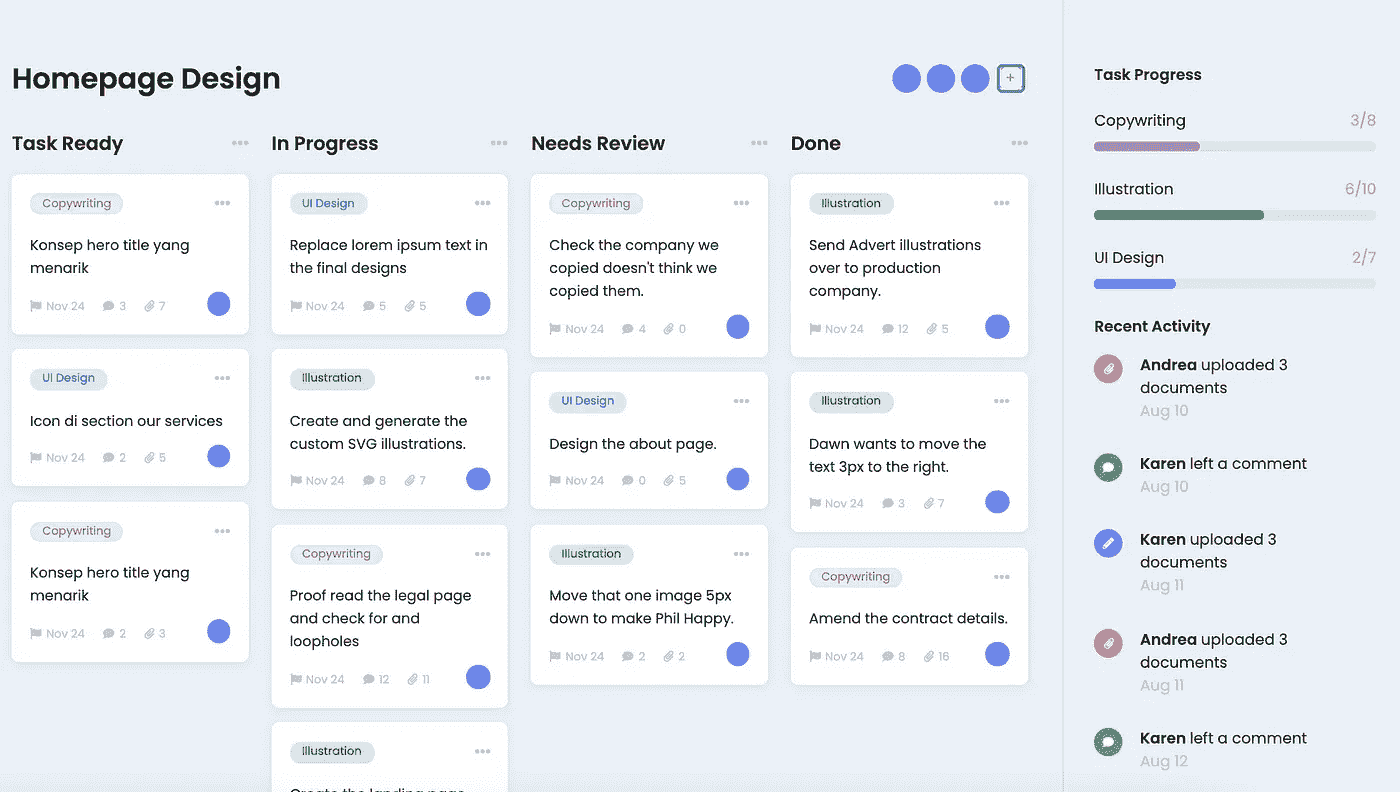 Homepage Design
+
Task Ready
Copywriting
Konsep hero title yang
menarik
Nov 24 3 7
UI Design
Icon di section our services
Nov 24 2 5
Copywriting
Konsep hero title yang
menarik
Nov 24 2 3
In Progress
UI Design
Replace lorem ipsum text in
the final designs
Nov 24 5 5
Illustration
Create and generate the
custom SVG illustrations.
Nov 24 8 7
Copywriting
Proof read the legal page
and check for and
loopholes
Nov 24 12 11
Illustration
Create the landing page
Needs Review
Copywriting
Check the company we
copied doesn't think we
copied them.
Nov 24 4 0
UI Design
Design the about page.
Nov 24 0 5
Illustration
Move that one image 5px
down to make Phil Happy.
Nov 24 2 2
Done
Illustration
Send Advert illustrations
over to production
company.
Nov 24 12 5
Illustration
Dawn wants to move the
text 3px to the right.
Nov 24 3 7
Copywriting
Amend the contract details.
Nov 24 8 16
Task Progress
Copywriting 3/8
Illustration 6/10
UI Design 2/7
Recent Activity
Andrea uploaded 3
documents
Aug 10
Karen left a comment
Aug 10
Karen uploaded 3
documents
Aug 11
Andrea uploaded 3
documents
Aug 11
Karen left a comment
Aug 12